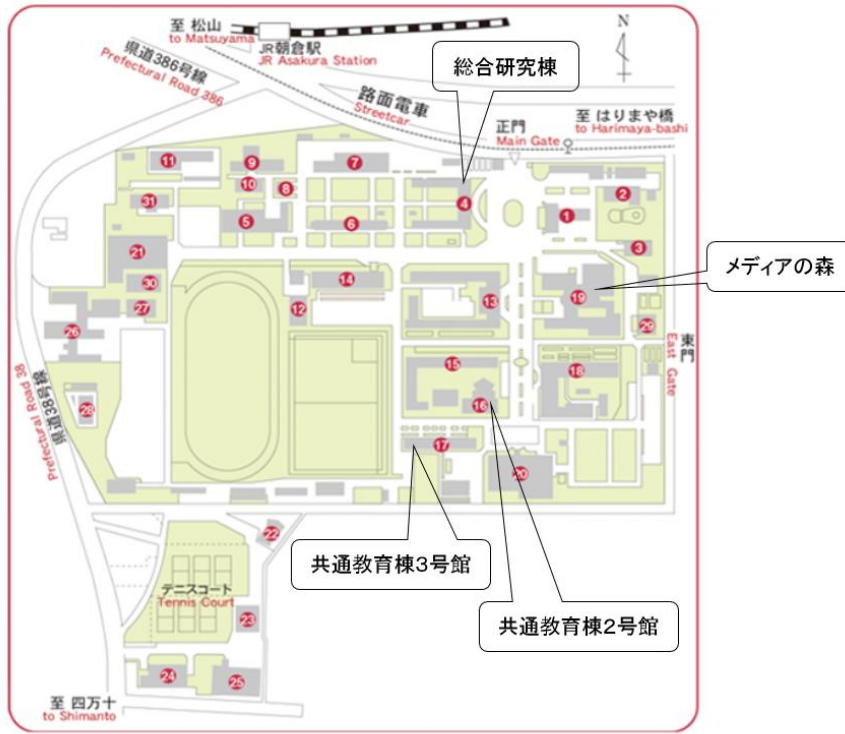 至 松山
to Matsuyama
JR朝倉駅
JR Asakura Station
県道386号線
Prefectural Road 386
路面電車
Streetcar
総合研究棟
N
正門
Main Gate
至 はりまや橋
to Harimaya-bashi
11
9
7
10
8
31
5
6
4
1
2
3
21
30
27
14
12
13
19
メディアの森
29
東門
East Gate
26
28
県道38号線
Prefectural Road 38
15
16
18
17
20
22
共通教育棟3号館
共通教育棟2号館
テニスコート
Tennis Court
23
24
25
至 四万十
to Shimanto